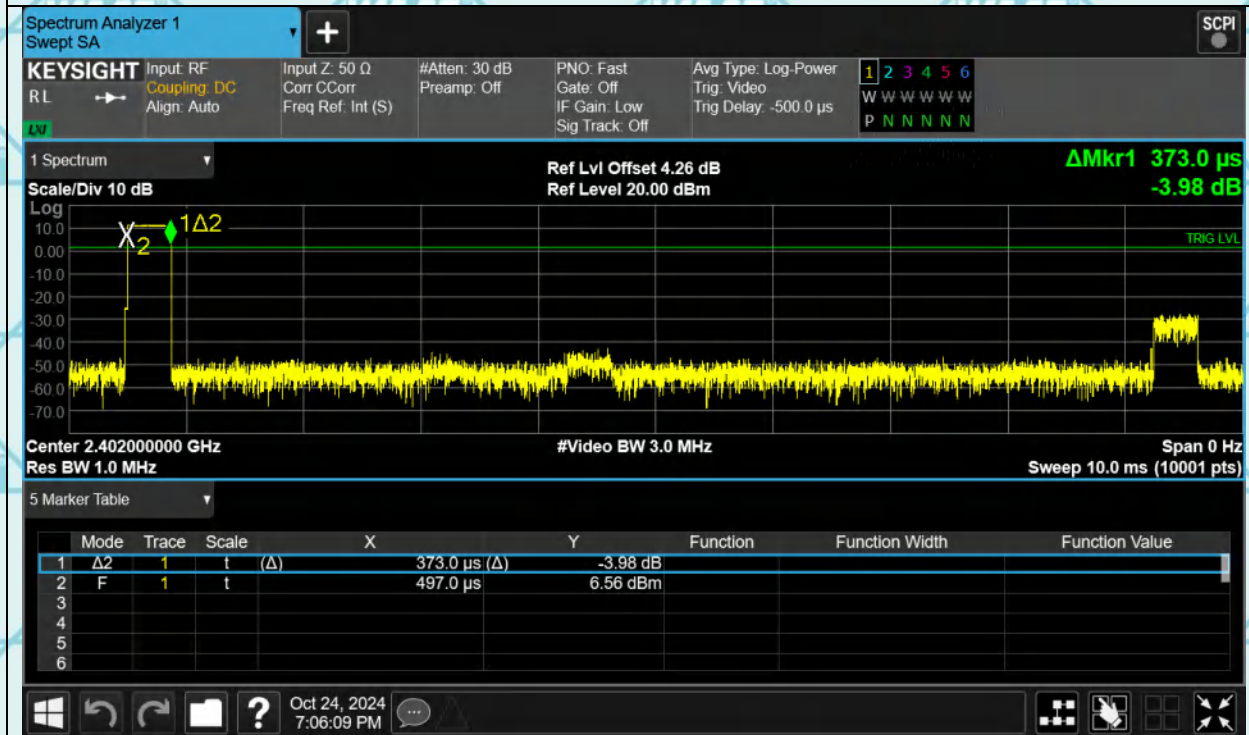 Spectrum Analyzer 1
Swept SA
+
SCPI
KEYSIGHT
RL
LXI
Input: RF
Coupling: DC
Align: Auto
Input Z: 50 Ω
Corr CCorr
Freq Ref: Int (S)
#Atten: 30 dB
Preamp: Off
PNO: Fast
Gate: Off
IF Gain: Low
Sig Track: Off
Avg Type: Log-Power
Trig: Video
Trig Delay: -500.0 µs
1 2 3 4 5 6
W W W W W W
P N N N N N
1 Spectrum
Scale/Div 10 dB
Ref Lvl Offset 4.26 dB
Ref Level 20.00 dBm
ΔMkr1 373.0 µs
-3.98 dB
Log
10.0
0.00
-10.0
-20.0
-30.0
-40.0
-50.0
-60.0
-70.0
X2
1Δ2
TRIG LVL
Center 2.402000000 GHz
Res BW 1.0 MHz
#Video BW 3.0 MHz
Span 0 Hz
Sweep 10.0 ms (10001 pts)
5 Marker Table
Mode Trace Scale X Y Function Function Width Function Value
1 Δ2 1 t (Δ) 373.0 µs (Δ) -3.98 dB
2 F 1 t 497.0 µs 6.56 dBm
3
4
5
6
?
Oct 24, 2024
7:06:09 PM